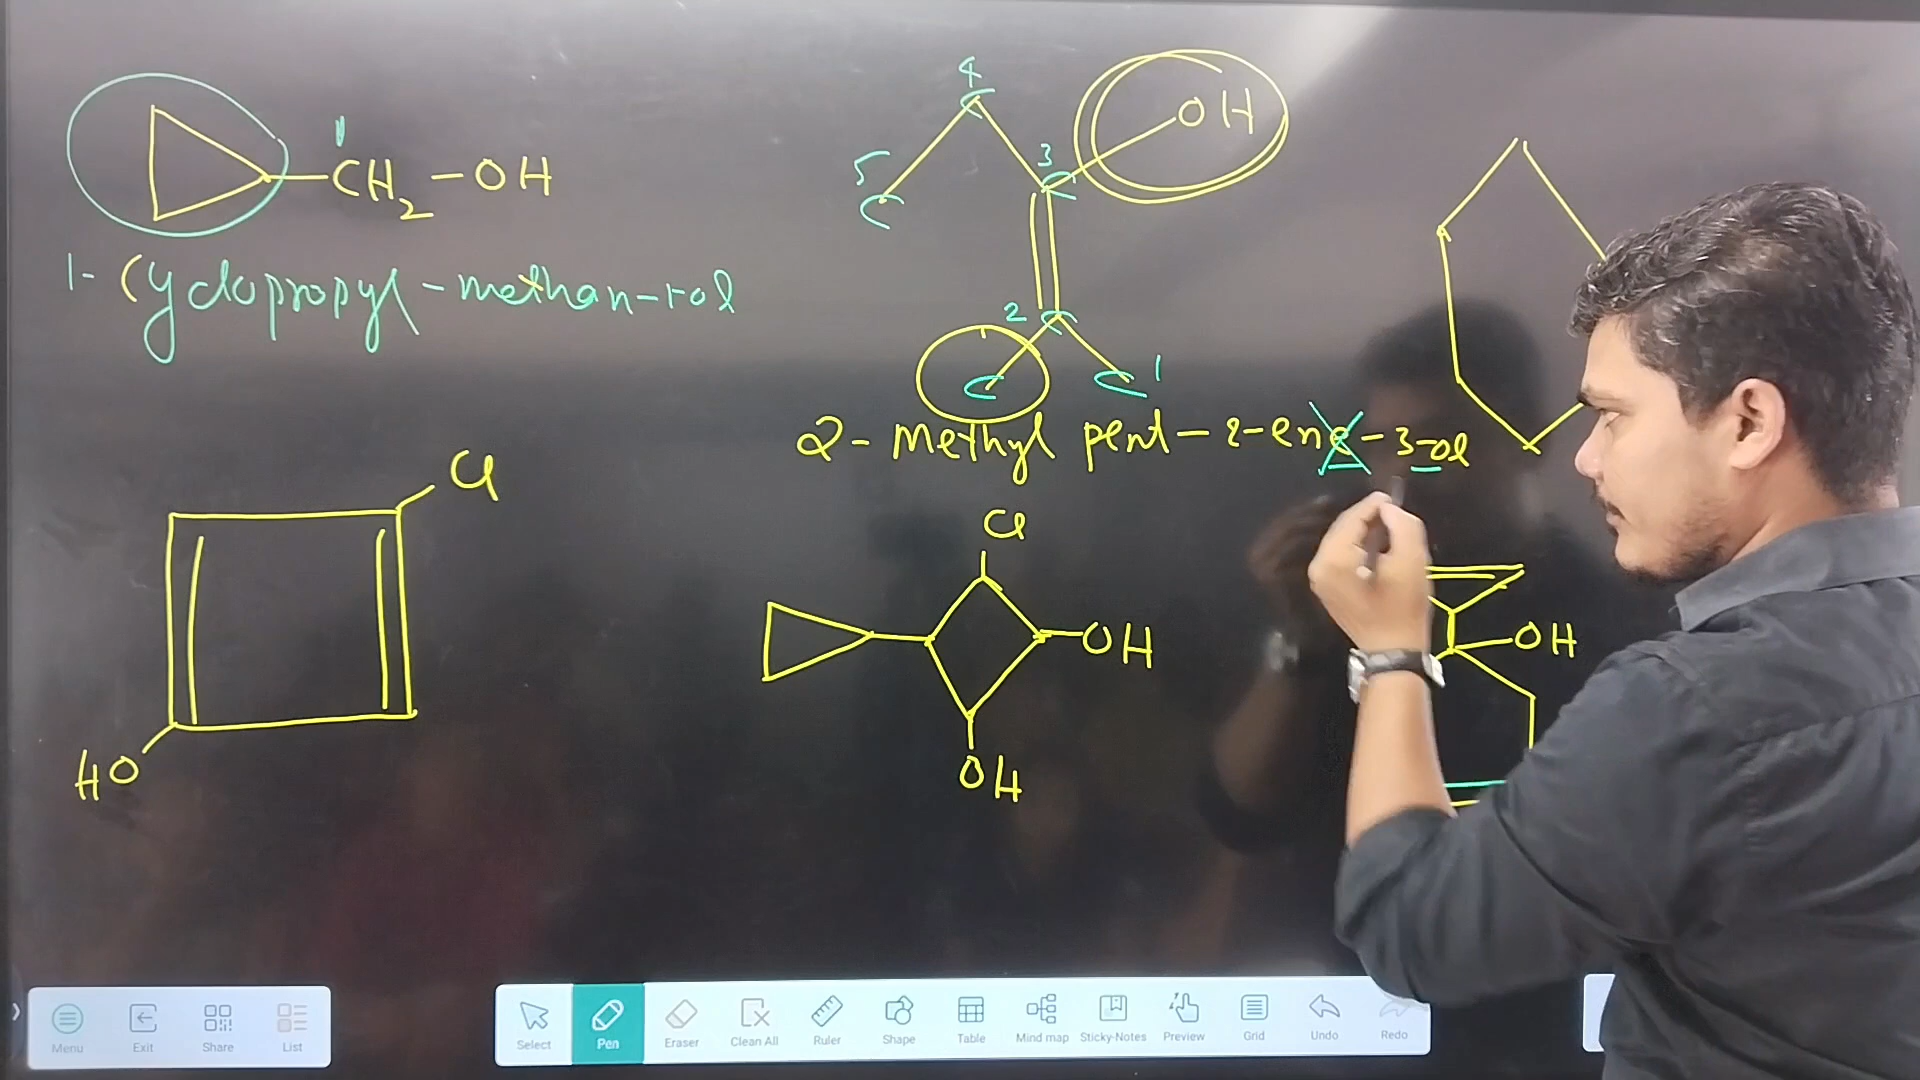 CH2-OH
1
1- Cyclopropyl-methan-1-ol
4
5
C
C
3
C
OH
2
C
C
C
1
2-methyl pent-2-ene-3-ol
Cl
HO
Cl
OH
OH
OH
Menu
Exit
Share
List
Select
Pen
Eraser
Clean All
Ruler
Shape
Table
Mind map
Sticky-Notes
Preview
Grid
Undo
Redo